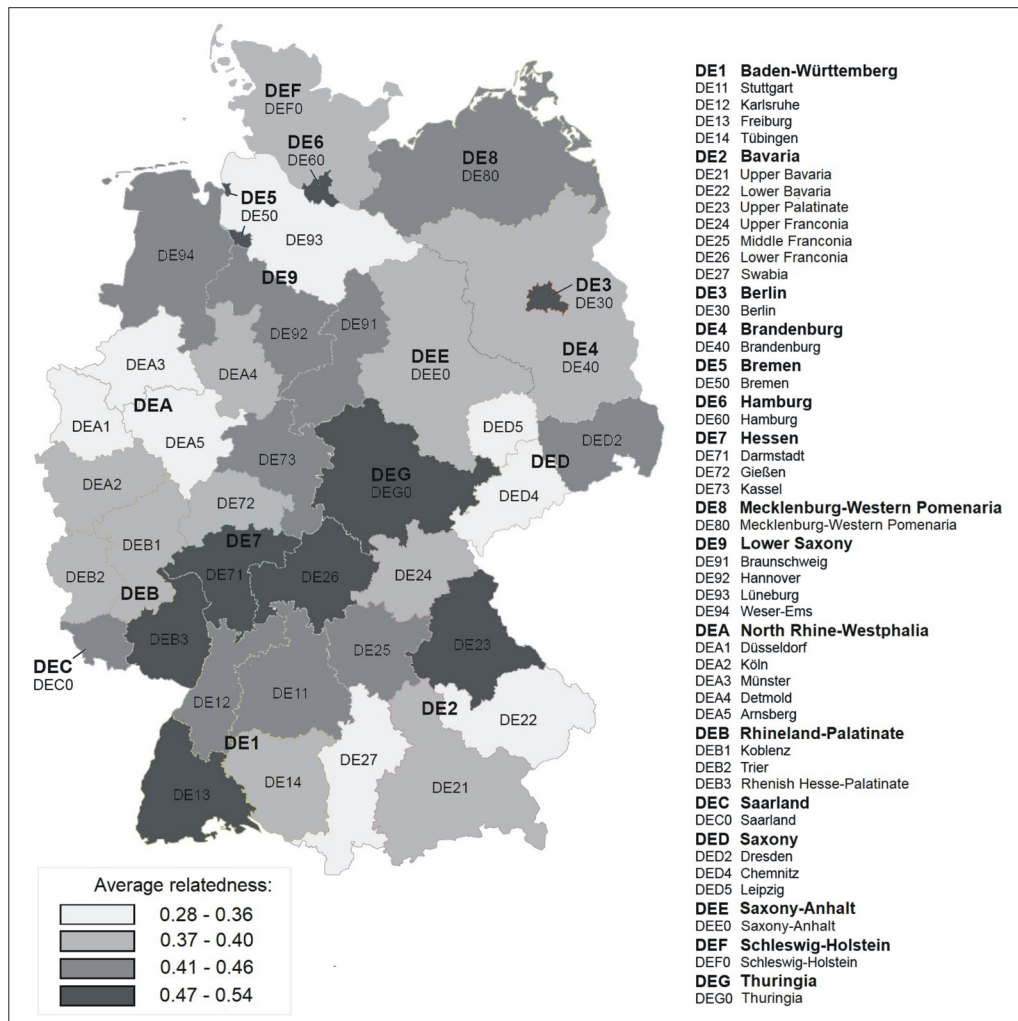 DEF
DEF0
DE6
DE60
DE8
DE80
DE5
DE50
DE93
DE94
DE9
DE3
DE30
DE91
DE92
DEE
DEE0
DE4
DE40
DEA3
DEA4
DEA
DEA1
DEA5
DED5
DED2
DED
DED4
DE73
DEG
DEG0
DEA2
DE72
DEB1
DE7
DE71
DE26
DE24
DEB2
DEB
DEB3
DE25
DE23
DEC
DEC0
DE12
DE11
DE2
DE22
DE1
DE27
DE14
DE21
DE13
Average relatedness:
0.28 - 0.36
0.37 - 0.40
0.41 - 0.46
0.47 - 0.54
DE1 Baden-Württemberg
DE11 Stuttgart
DE12 Karlsruhe
DE13 Freiburg
DE14 Tübingen
DE2 Bavaria
DE21 Upper Bavaria
DE22 Lower Bavaria
DE23 Upper Palatinate
DE24 Upper Franconia
DE25 Middle Franconia
DE26 Lower Franconia
DE27 Swabia
DE3 Berlin
DE30 Berlin
DE4 Brandenburg
DE40 Brandenburg
DE5 Bremen
DE50 Bremen
DE6 Hamburg
DE60 Hamburg
DE7 Hessen
DE71 Darmstadt
DE72 Gießen
DE73 Kassel
DE8 Mecklenburg-Western Pomenaria
DE80 Mecklenburg-Western Pomenaria
DE9 Lower Saxony
DE91 Braunschweig
DE92 Hannover
DE93 Lüneburg
DE94 Weser-Ems
DEA North Rhine-Westphalia
DEA1 Düsseldorf
DEA2 Köln
DEA3 Münster
DEA4 Detmold
DEA5 Arnsberg
DEB Rhineland-Palatinate
DEB1 Koblenz
DEB2 Trier
DEB3 Rhenish Hesse-Palatinate
DEC Saarland
DEC0 Saarland
DED Saxony
DED2 Dresden
DED4 Chemnitz
DED5 Leipzig
DEE Saxony-Anhalt
DEE0 Saxony-Anhalt
DEF Schleswig-Holstein
DEF0 Schleswig-Holstein
DEG Thuringia
DEG0 Thuringia